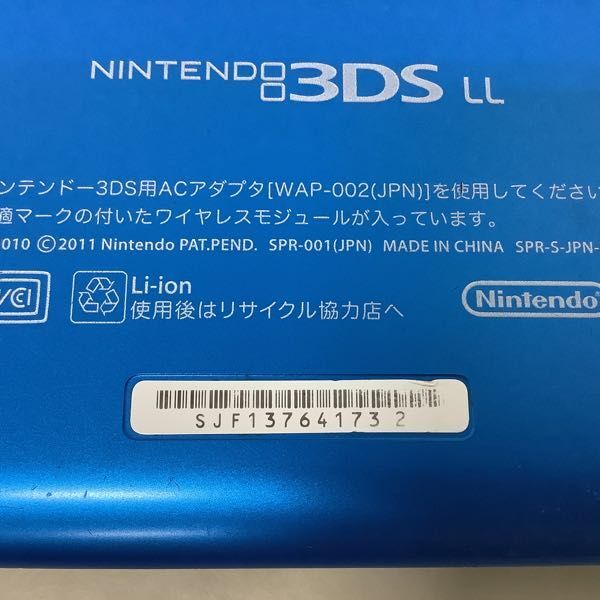 NINTENDO 3DS LL
ンテンドー3DS用ACアダプタ[WAP-002(JPN)]を使用してください
適マークの付いたワイヤレスモジュールが入っています。
010 ©2011 Nintendo PAT.PEND. SPR-001(JPN) MADE IN CHINA SPR-S-JPN-
VCCI
Li-ion
使用後はリサイクル協力店へ
Nintendo
SJF13764173 2